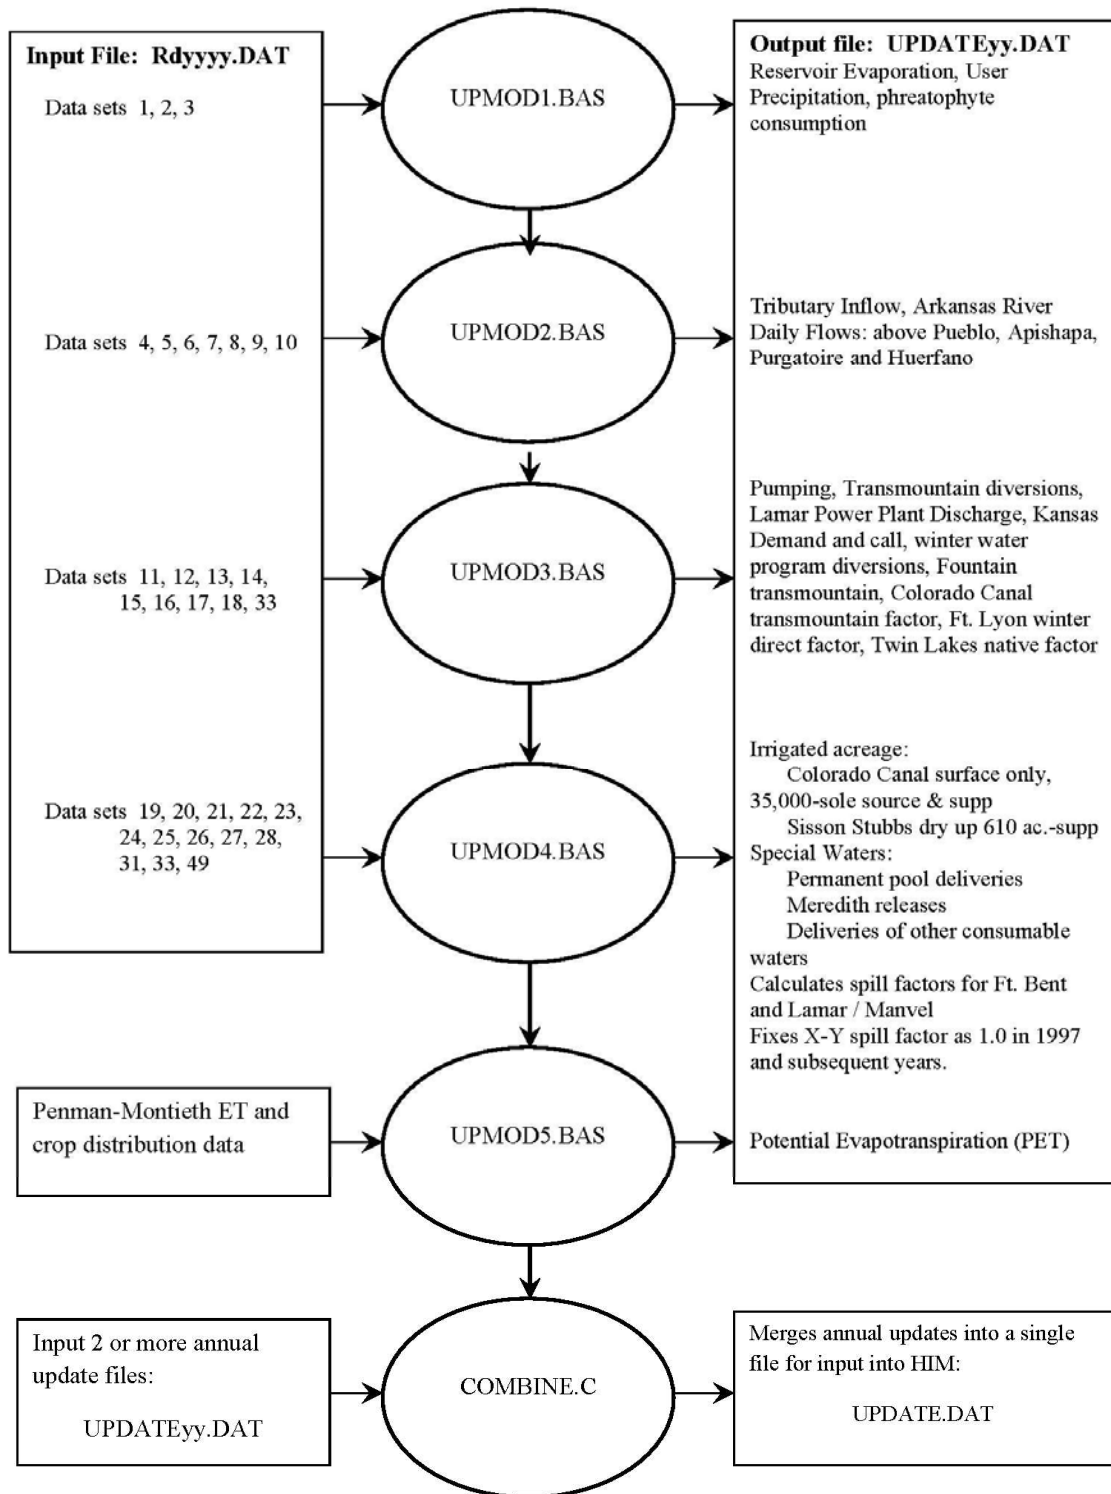 Input File:  Rdyyyy.DAT
Data sets  1, 2, 3
UPMOD1.BAS
Output file:  UPDATEyy.DAT
Reservoir Evaporation, User
Precipitation, phreatophyte
consumption
Data sets  4, 5, 6, 7, 8, 9, 10
UPMOD2.BAS
Tributary Inflow, Arkansas River
Daily Flows: above Pueblo, Apishapa,
Purgatoire and Huerfano
Data sets  11, 12, 13, 14,
15, 16, 17, 18, 33
UPMOD3.BAS
Pumping, Transmountain diversions,
Lamar Power Plant Discharge, Kansas
Demand and call, winter water
program diversions, Fountain
transmountain, Colorado Canal
transmountain factor, Ft. Lyon winter
direct factor, Twin Lakes native factor
Data sets  19, 20, 21, 22, 23,
24, 25, 26, 27, 28,
31, 33, 49
UPMOD4.BAS
Irrigated acreage:
Colorado Canal surface only,
35,000-sole source & supp
Sisson Stubbs dry up 610 ac.-supp
Special Waters:
Permanent pool deliveries
Meredith releases
Deliveries of other consumable
waters
Calculates spill factors for Ft. Bent
and Lamar / Manvel
Fixes X-Y spill factor as 1.0 in 1997
and subsequent years.
Penman-Montieth ET and
crop distribution data
UPMOD5.BAS
Potential Evapotranspiration (PET)
Input 2 or more annual
update files:
UPDATEyy.DAT
COMBINE.C
Merges annual updates into a single
file for input into HIM:
UPDATE.DAT